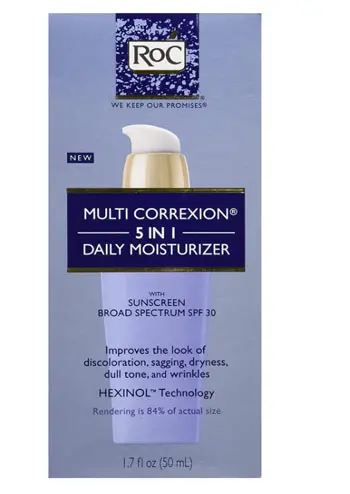 RoC®
WE KEEP OUR PROMISES®
NEW
MULTI CORREXION®
5 IN 1
DAILY MOISTURIZER
WITH
SUNSCREEN
BROAD SPECTRUM SPF 30
Improves the look of
discoloration, sagging, dryness,
dull tone, and wrinkles
HEXINOL™ Technology
Rendering is 84% of actual size
1.7 fl oz (50 mL)